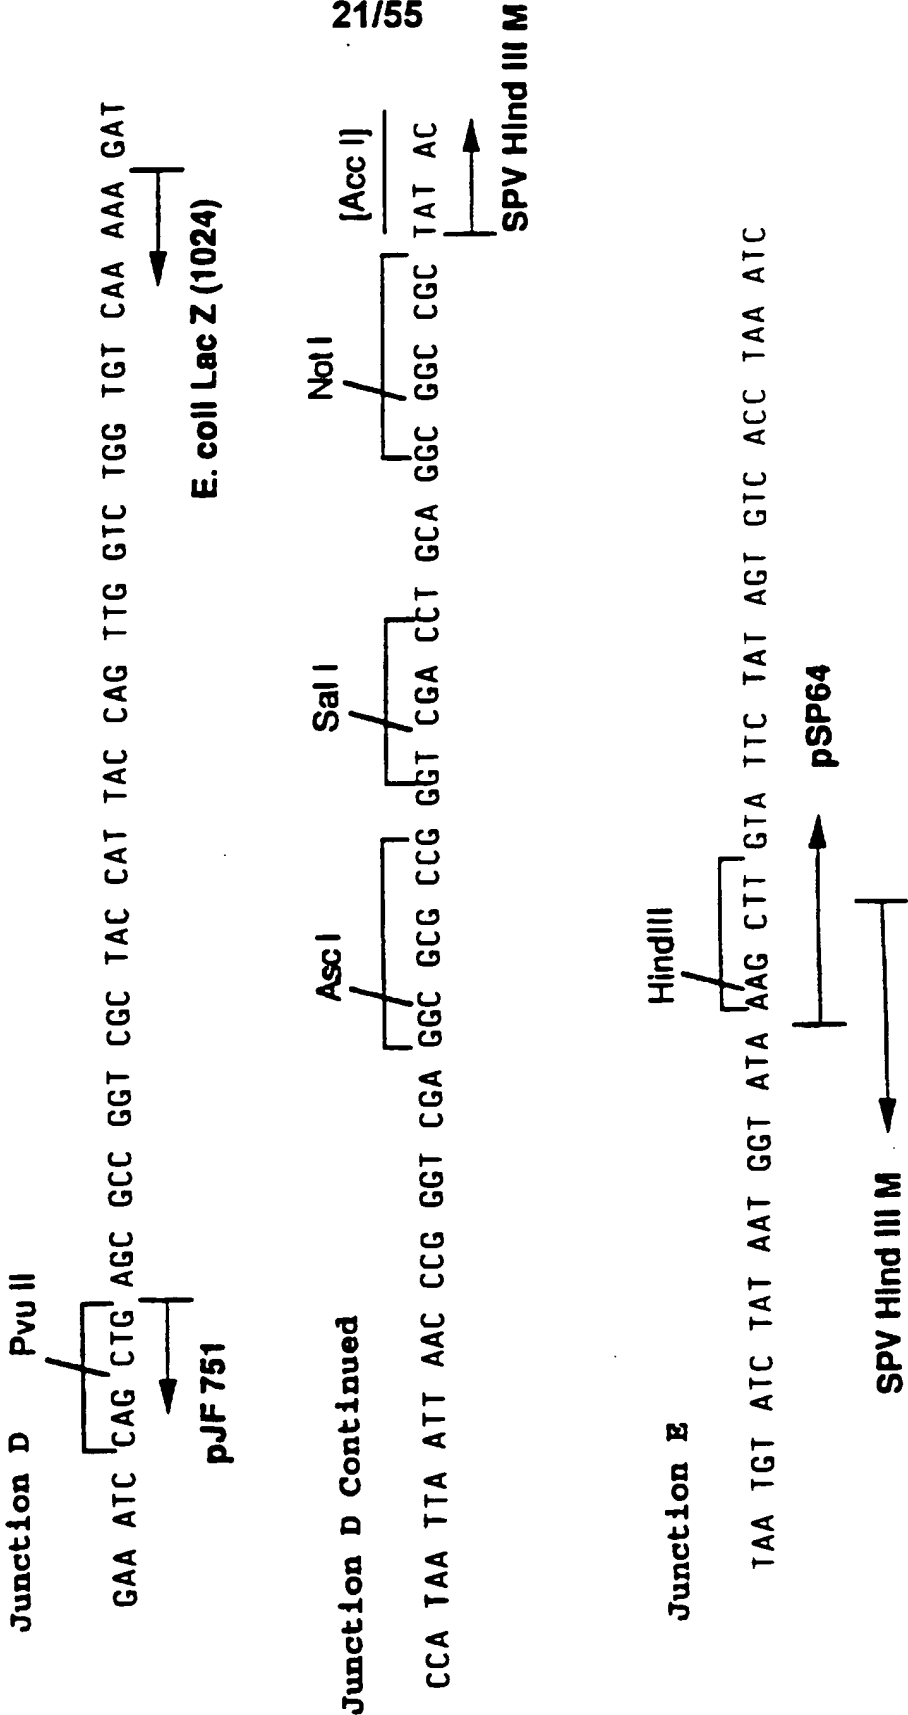 21/55
Junction D
Pvu II
GAA ATC CAG CTG AGC GCC GGT CGC TAC CAT TAC CAG TTG GTC TGG TGT CAA AAA GAT
pJF 751
E. coli Lac Z (1024)
Junction D Continued
Asc I
Sal I
Not I
[Acc I]
CCA TAA TTA ATT AAC CCG GGT CGA GGC GCG CCG GGT CGA CCT GCA GGC GGC CGC TAT AC
SPV Hind III M
Junction E
HindIII
TAA TGT ATC TAT AAT GGT ATA AAG CTT GTA TTC TAT AGT GTC ACC TAA ATC
pSP64
SPV Hind III M